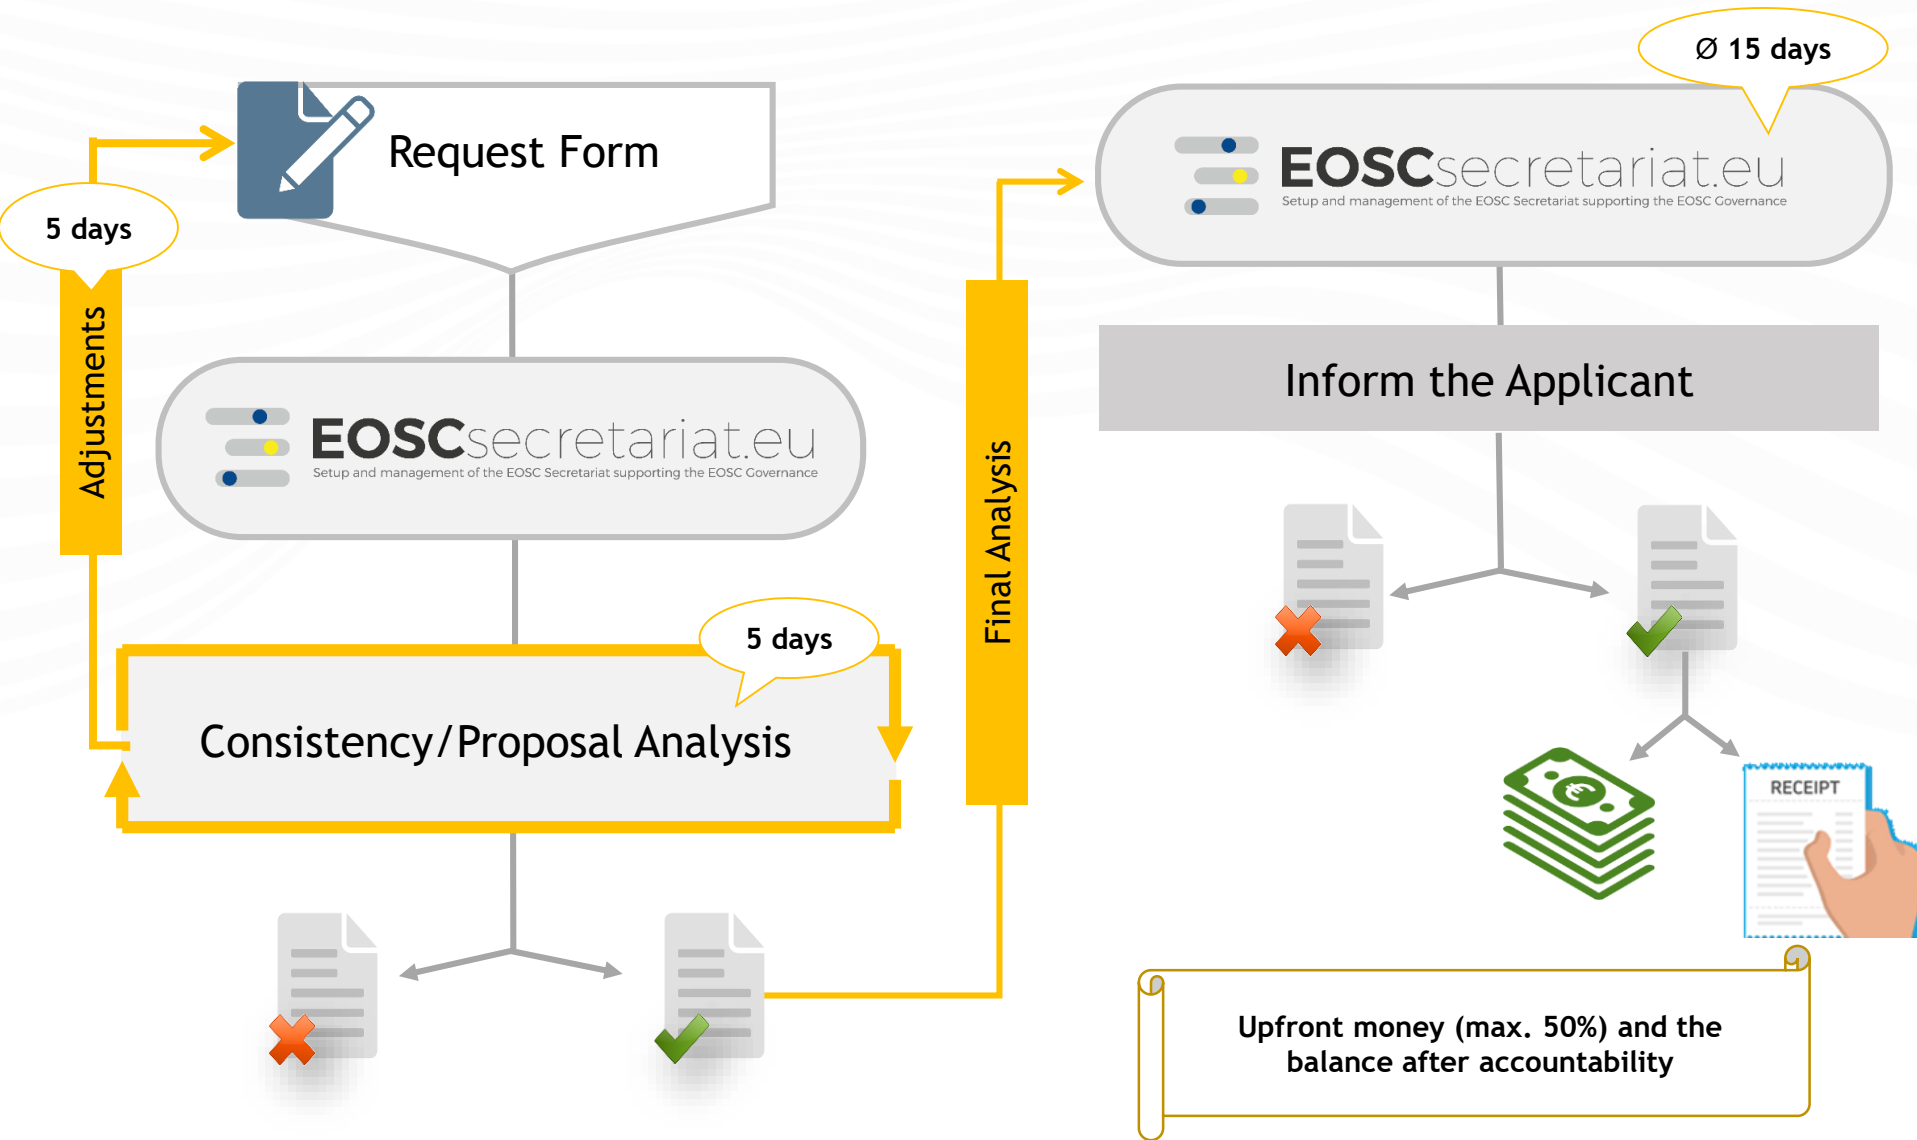 Request Form
5 days
Adjustments
EOSCsecretariat.eu
Setup and management of the EOSC Secretariat supporting the EOSC Governance
5 days
Consistency/Proposal Analysis
Final Analysis
Ø 15 days
EOSCsecretariat.eu
Setup and management of the EOSC Secretariat supporting the EOSC Governance
Inform the Applicant
€
RECEIPT
Upfront money (max. 50%) and the
balance after accountability